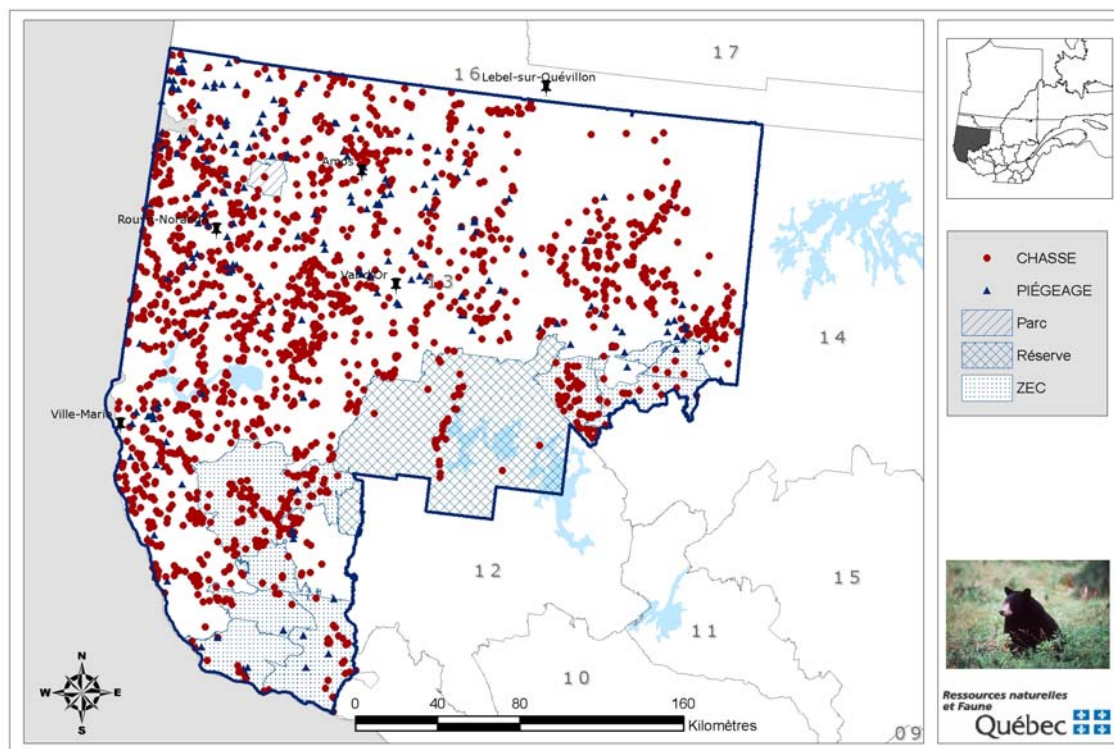 17
16
Lebel-sur-Quévillon
Amos
Rouyn-Noranda
Val-d'Or
13
14
Ville-Marie
12
15
11
10
09
N
W E
S
0 40 80 160
Kilomètres
CHASSE
PIÉGEAGE
Parc
Réserve
ZEC
Ressources naturelles
et Faune
Québec